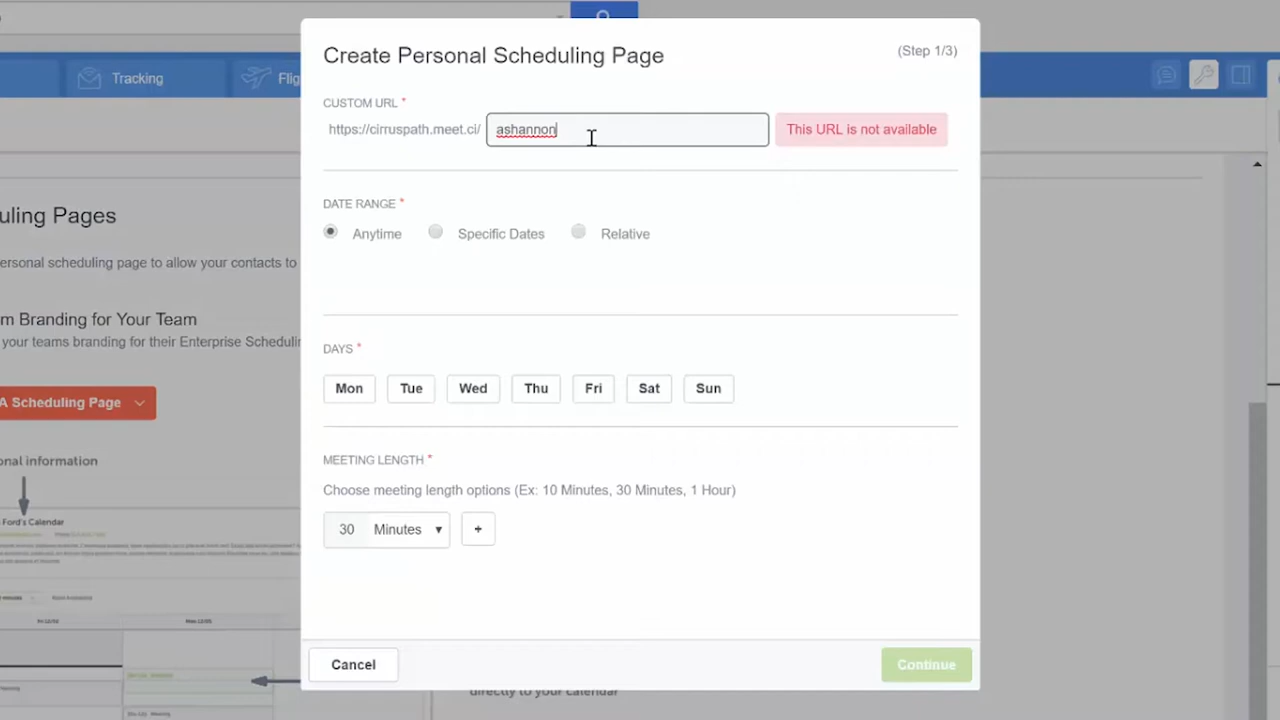 Create Personal Scheduling Page
(Step 1/3)
CUSTOM URL *
https://cirruspath.meet.ci/
ashannon
This URL is not available
DATE RANGE *
Anytime
Specific Dates
Relative
DAYS *
Mon Tue Wed Thu Fri Sat Sun
MEETING LENGTH *
Choose meeting length options (Ex: 10 Minutes, 30 Minutes, 1 Hour)
30 Minutes ▾ +
Cancel
Continue
Tracking
Flig
uling Pages
ersonal scheduling page to allow your contacts to
m Branding for Your Team
your teams branding for their Enterprise Scheduli
A Scheduling Page
onal information
Ford's Calendar
directly to your calendar